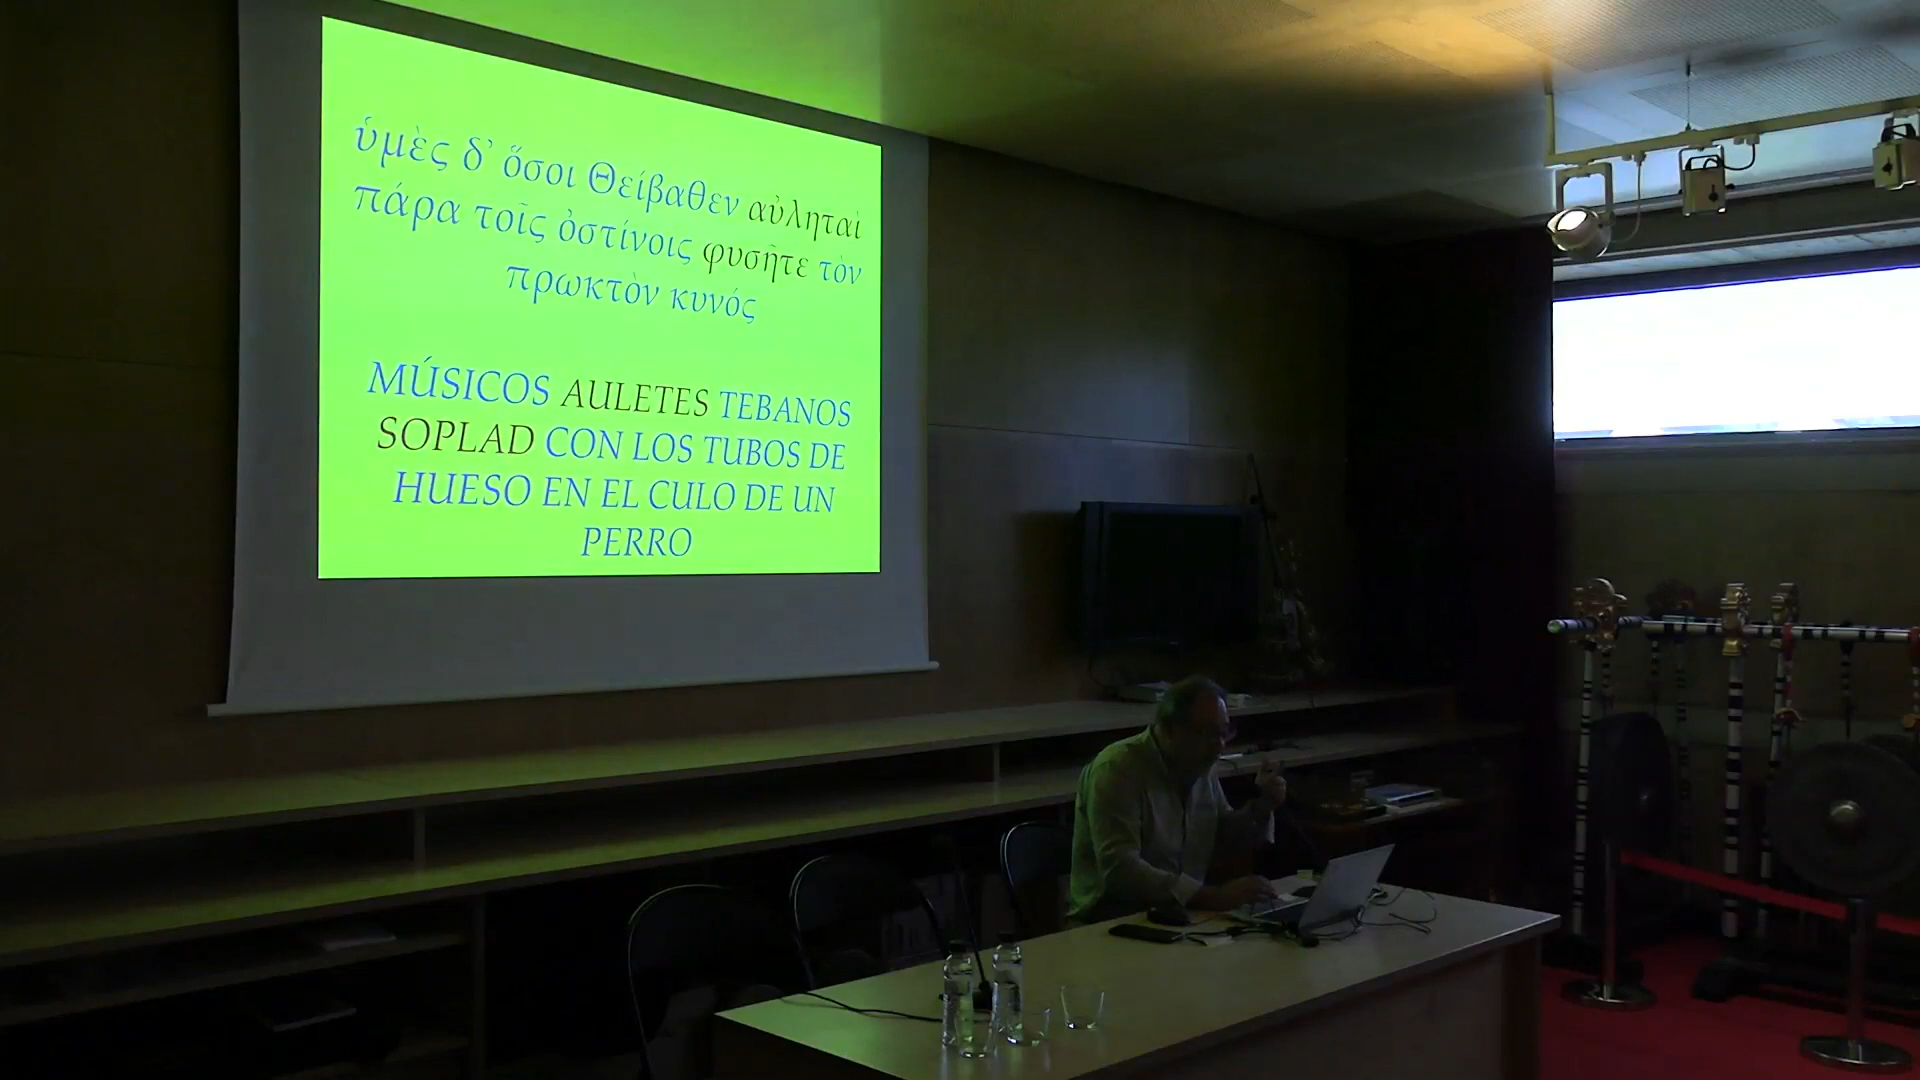 ὑμὲς δ’ ὅσοι Θείβαθεν αὐληταὶ
πάρα τοῖς ὀστίνοις φυσῆτε τὸν
πρωκτὸν κυνός
MÚSICOS AULETES TEBANOS
SOPLAD CON LOS TUBOS DE
HUESO EN EL CULO DE UN
PERRO